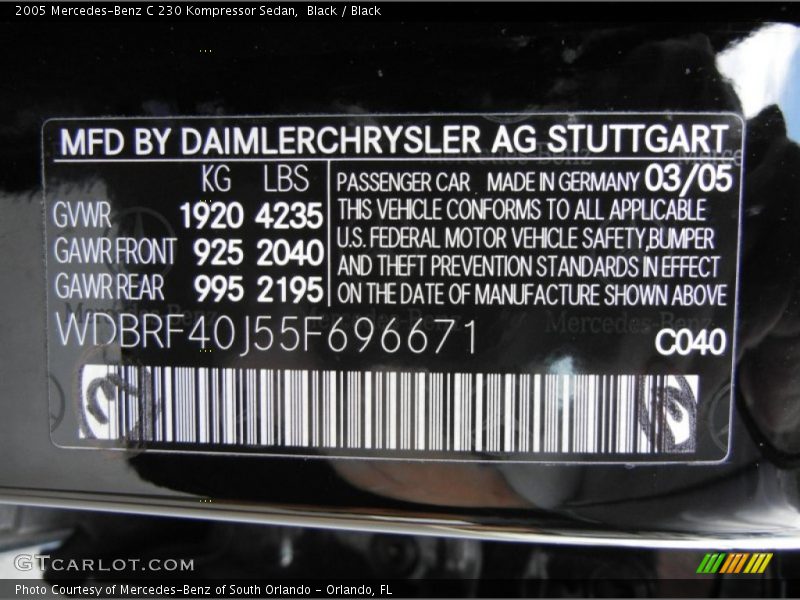 2005 Mercedes-Benz C 230 Kompressor Sedan,  Black / Black
MFD BY DAIMLERCHRYSLER AG STUTTGART
KG LBS
GVWR 1920 4235
GAWR FRONT 925 2040
GAWR REAR 995 2195
PASSENGER CAR MADE IN GERMANY 03/05
THIS VEHICLE CONFORMS TO ALL APPLICABLE
U.S. FEDERAL MOTOR VEHICLE SAFETY,BUMPER
AND THEFT PREVENTION STANDARDS IN EFFECT
ON THE DATE OF MANUFACTURE SHOWN ABOVE
WDBRF40J55F696671
C040
GTCARLOT.COM
Photo Courtesy of Mercedes-Benz of South Orlando - Orlando, FL